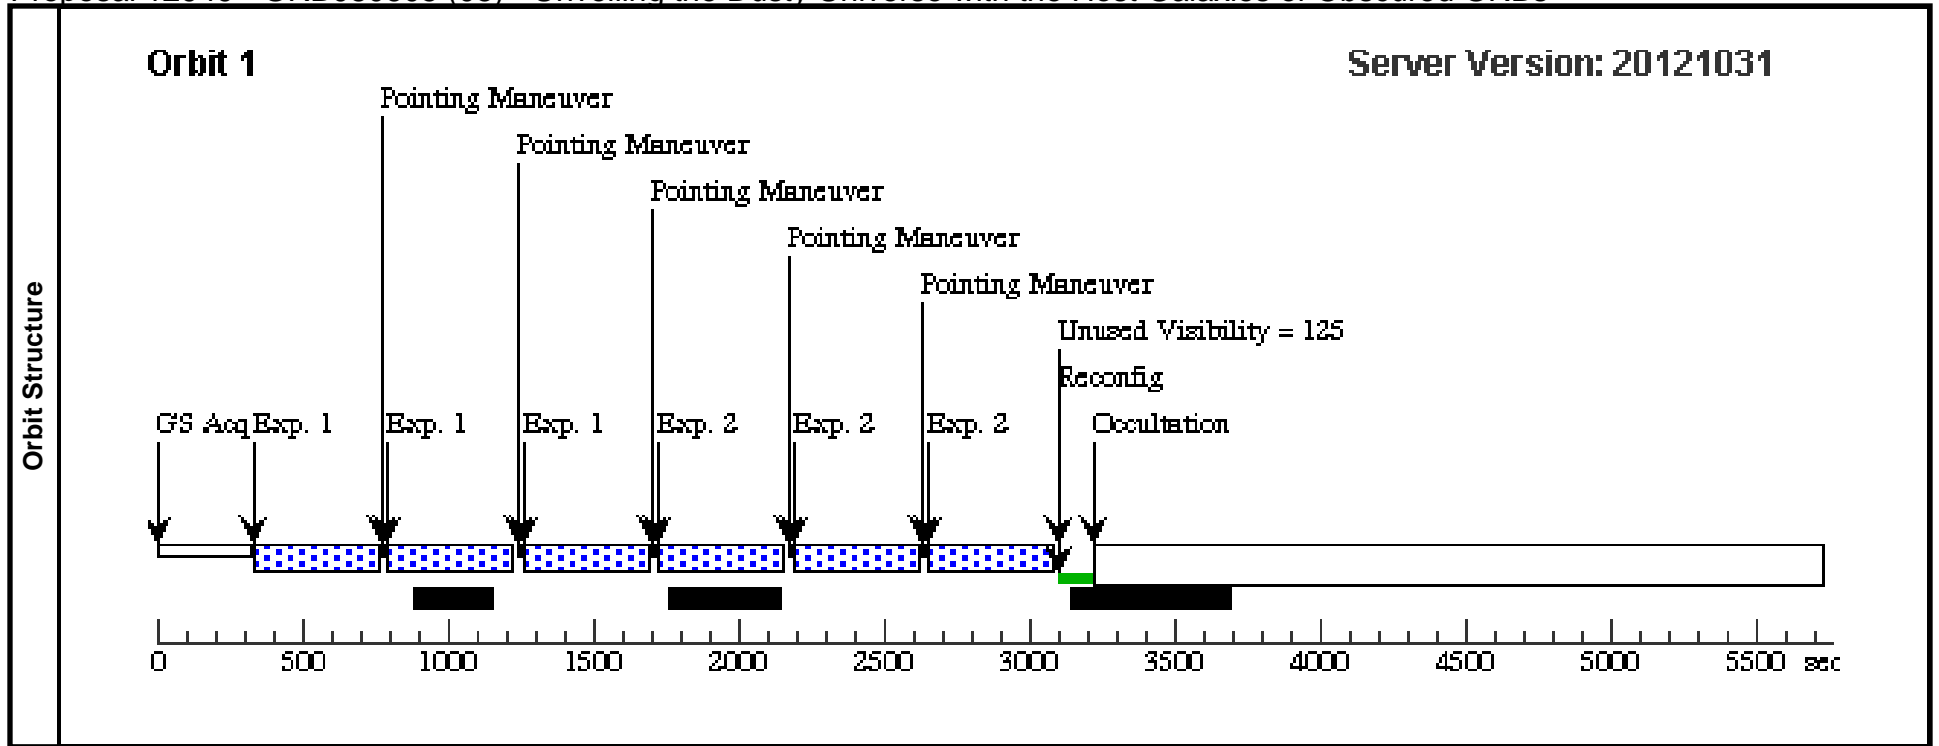 Orbit Structure
Orbit 1
Server Version: 20121031
Pointing Maneuver
Pointing Maneuver
Pointing Maneuver
Pointing Maneuver
Pointing Maneuver
Unused Visibility = 125
Reconfig
GS Acq Exp. 1 Exp. 1 Exp. 1 Exp. 2 Exp. 2 Exp. 2 Occultation
0 500 1000 1500 2000 2500 3000 3500 4000 4500 5000 5500 sec